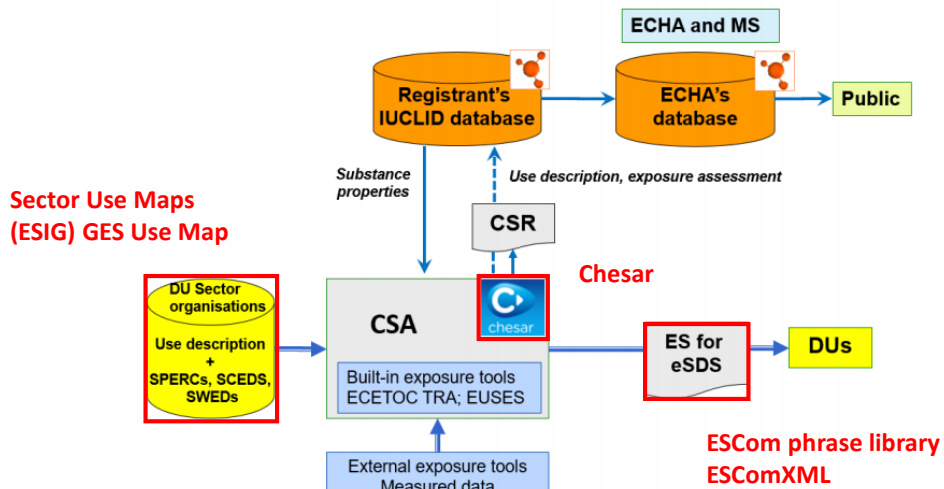 ECHA and MS
Registrant's
IUCLID database
ECHA's
database
Public
Substance
properties
Use description, exposure assessment
Sector Use Maps
(ESIG) GES Use Map
CSR
Chesar
DU Sector
organisations
Use description
+
SPERCs, SCEDS,
SWEDs
CSA
chesar
ES for
eSDS
DUs
Built-in exposure tools
ECETOC TRA; EUSES
ESCom phrase library
ESComXML
External exposure tools
Measured data